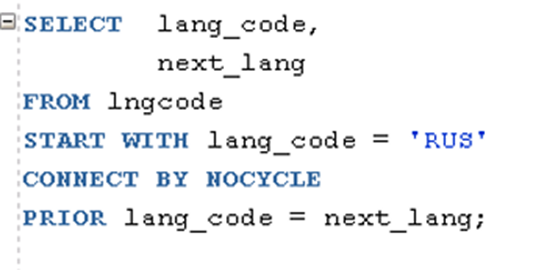 SELECT lang_code,
next_lang
FROM lngcode
START WITH lang_code = 'RUS'
CONNECT BY NOCYCLE
PRIOR lang_code = next_lang;